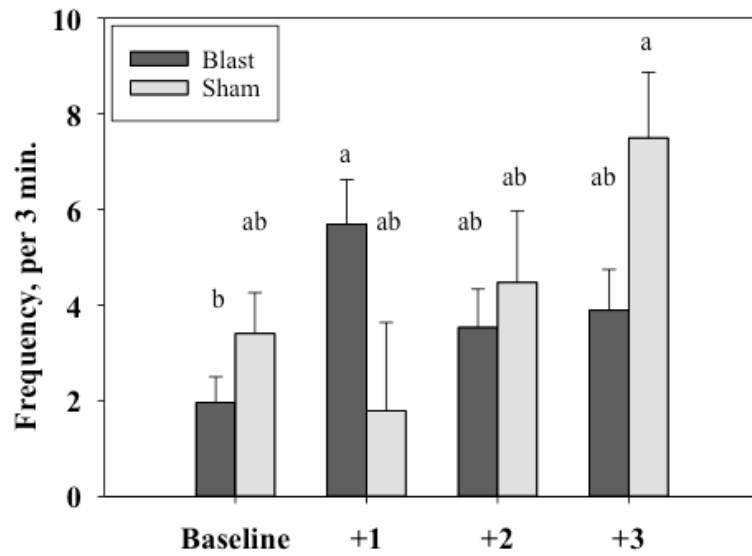 10
8
6
4
2
0
Frequency, per 3 min.
Blast
Sham
b
ab
a
ab
ab
ab
ab
a
Baseline +1 +2 +3